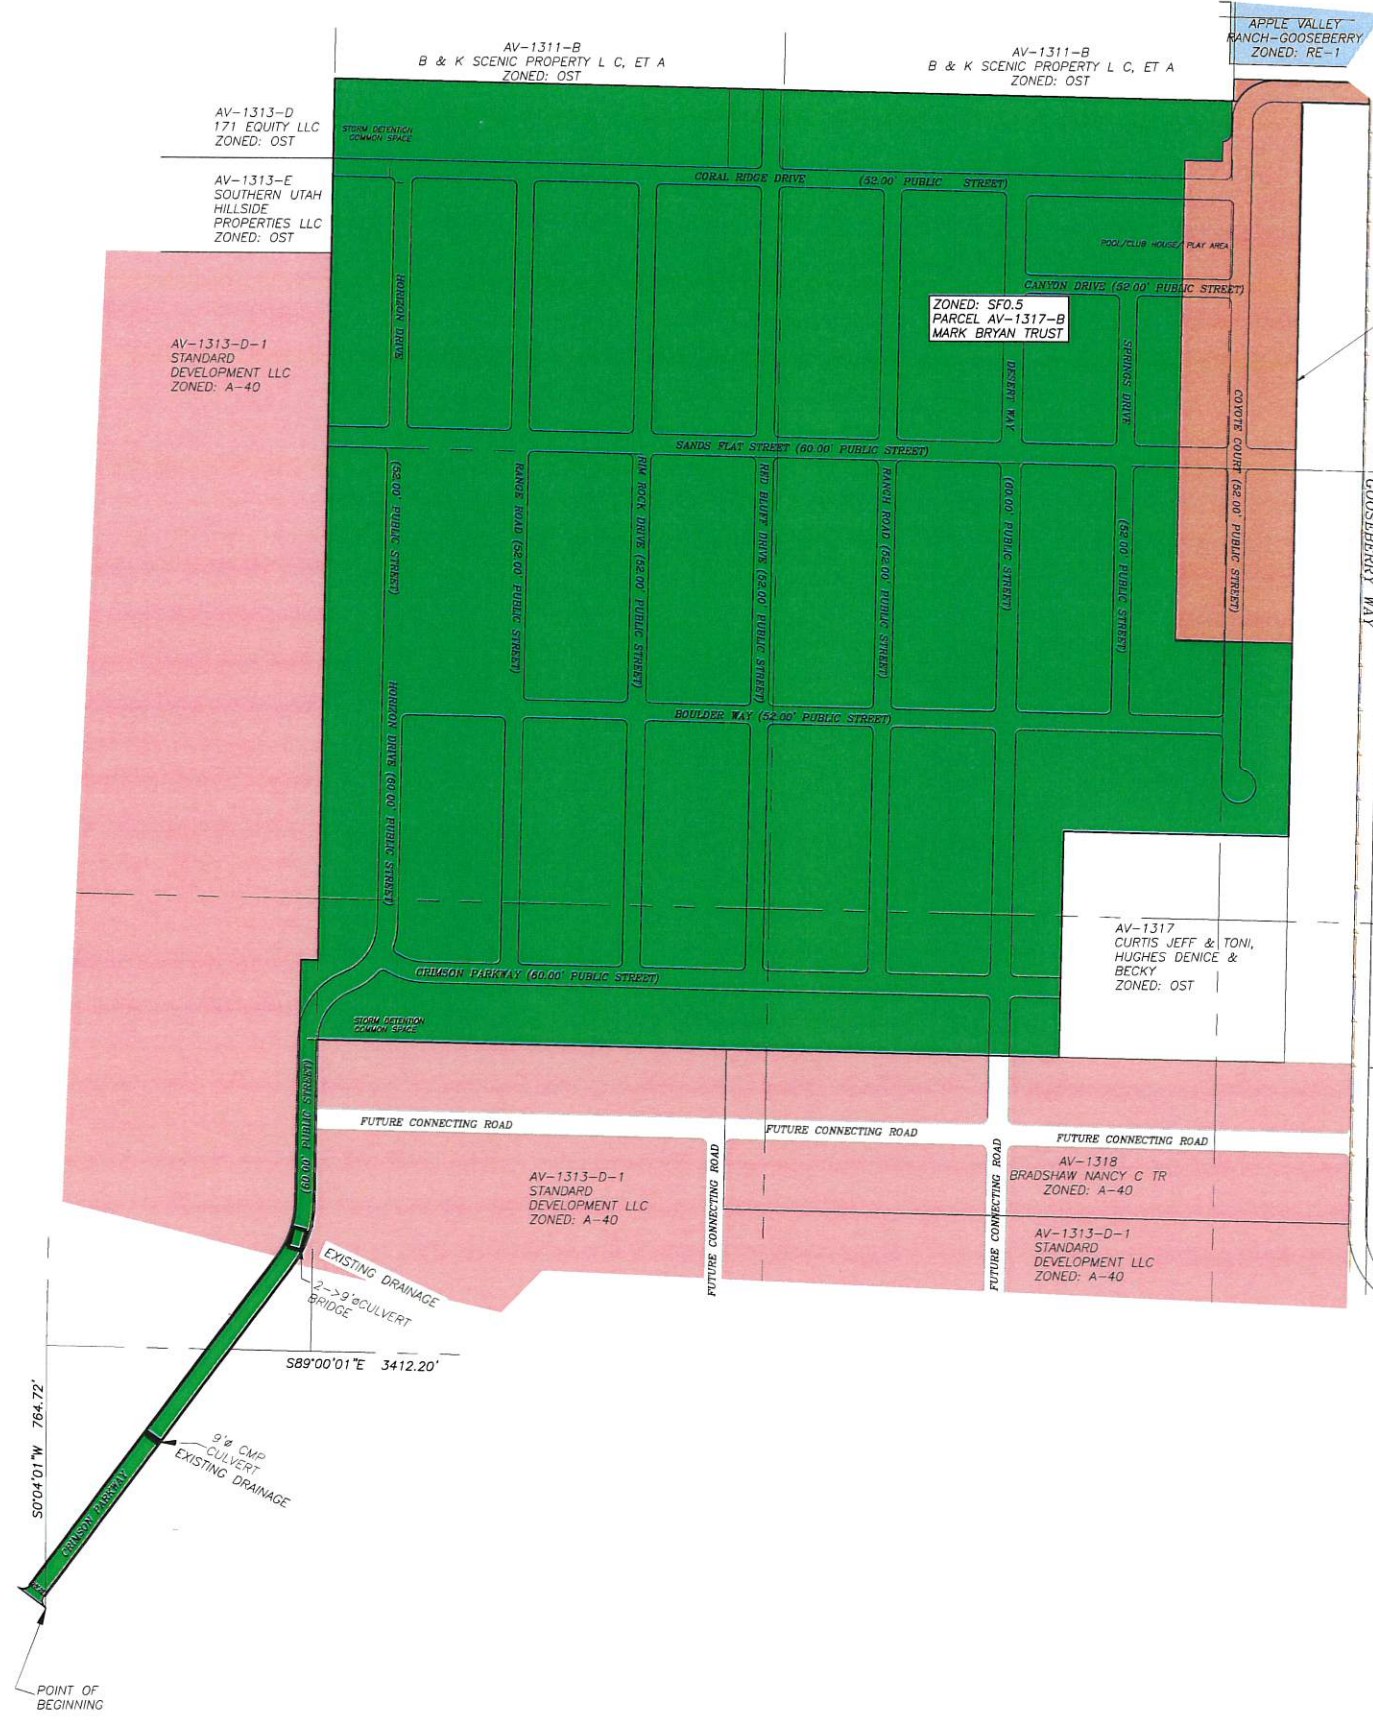 AV-1311-B
B & K SCENIC PROPERTY L C, ET A
ZONED: OST
AV-1311-B
B & K SCENIC PROPERTY L C, ET A
ZONED: OST
APPLE VALLEY
RANCH-GOOSEBERRY
ZONED: RE-1
AV-1313-D
171 EQUITY LLC
ZONED: OST
STORM DETENTION
COMMON SPACE
AV-1313-E
SOUTHERN UTAH
HILLSIDE
PROPERTIES LLC
ZONED: OST
CORAL RIDGE DRIVE (52.00' PUBLIC STREET)
POOL/CLUB HOUSE/ PLAY AREA
CANYON DRIVE (52.00' PUBLIC STREET)
ZONED: SF0.5
PARCEL AV-1317-B
MARK BRYAN TRUST
AV-1313-D-1
STANDARD
DEVELOPMENT LLC
ZONED: A-40
HORIZON DRIVE
(52.00' PUBLIC STREET)
RANGE ROAD (52.00' PUBLIC STREET)
RIM ROCK DRIVE (52.00' PUBLIC STREET)
RED BLUFF DRIVE (52.00' PUBLIC STREET)
RANCH ROAD (52.00' PUBLIC STREET)
DESERT WAY
(60.00' PUBLIC STREET)
SPRINGS DRIVE
(52.00' PUBLIC STREET)
COYOTE COURT (52.00' PUBLIC STREET)
GOOSEBERRY WAY
SANDS FLAT STREET (60.00' PUBLIC STREET)
BOULDER WAY (52.00' PUBLIC STREET)
HORIZON DRIVE (60.00' PUBLIC STREET)
AV-1317
CURTIS JEFF & TONI,
HUGHES DENICE &
BECKY
ZONED: OST
CRIMSON PARKWAY (60.00' PUBLIC STREET)
STORM DETENTION
COMMON SPACE
(60.00' PUBLIC STREET)
FUTURE CONNECTING ROAD
FUTURE CONNECTING ROAD
FUTURE CONNECTING ROAD
FUTURE CONNECTING ROAD
FUTURE CONNECTING ROAD
AV-1313-D-1
STANDARD
DEVELOPMENT LLC
ZONED: A-40
AV-1318
BRADSHAW NANCY C TR
ZONED: A-40
AV-1313-D-1
STANDARD
DEVELOPMENT LLC
ZONED: A-40
EXISTING DRAINAGE
2->9'ø CULVERT
BRIDGE
S89°00'01"E 3412.20'
S0°04'01"W 764.72'
9'ø CMP
CULVERT
EXISTING DRAINAGE
CRIMSON PARKWAY
POINT OF
BEGINNING